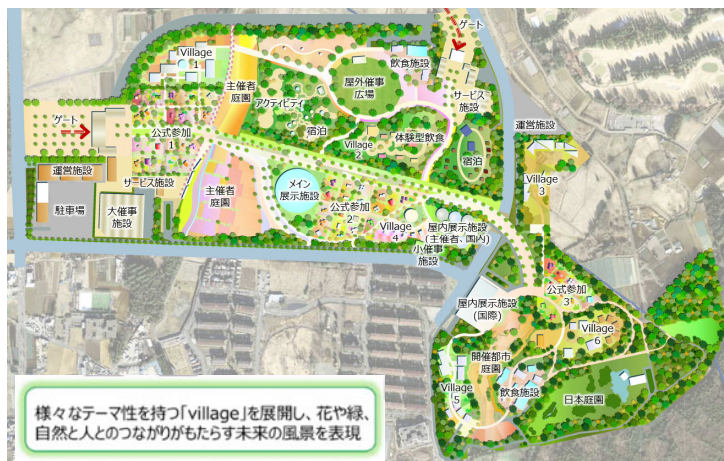 ゲート
Village
1
主催者
庭園
屋外催事
広場
飲食施設
サービス
施設
アクティビティ
ゲート
公式参加
1
宿泊
Village
2
体験型飲食
宿泊
運営施設
Village
3
運営施設
サービス施設
駐車場
大催事
施設
主催者
庭園
メイン
展示施設
公式参加
2
Village
4
屋内展示施設
(主催者、国内)
小催事
施設
屋内展示施設
(国際)
公式参加
3
Village
6
開催都市
庭園
Village
5
飲食施設
日本庭園
様々なテーマ性を持つ「village」を展開し、花や緑、
自然と人とのつながりがもたらす未来の風景を表現